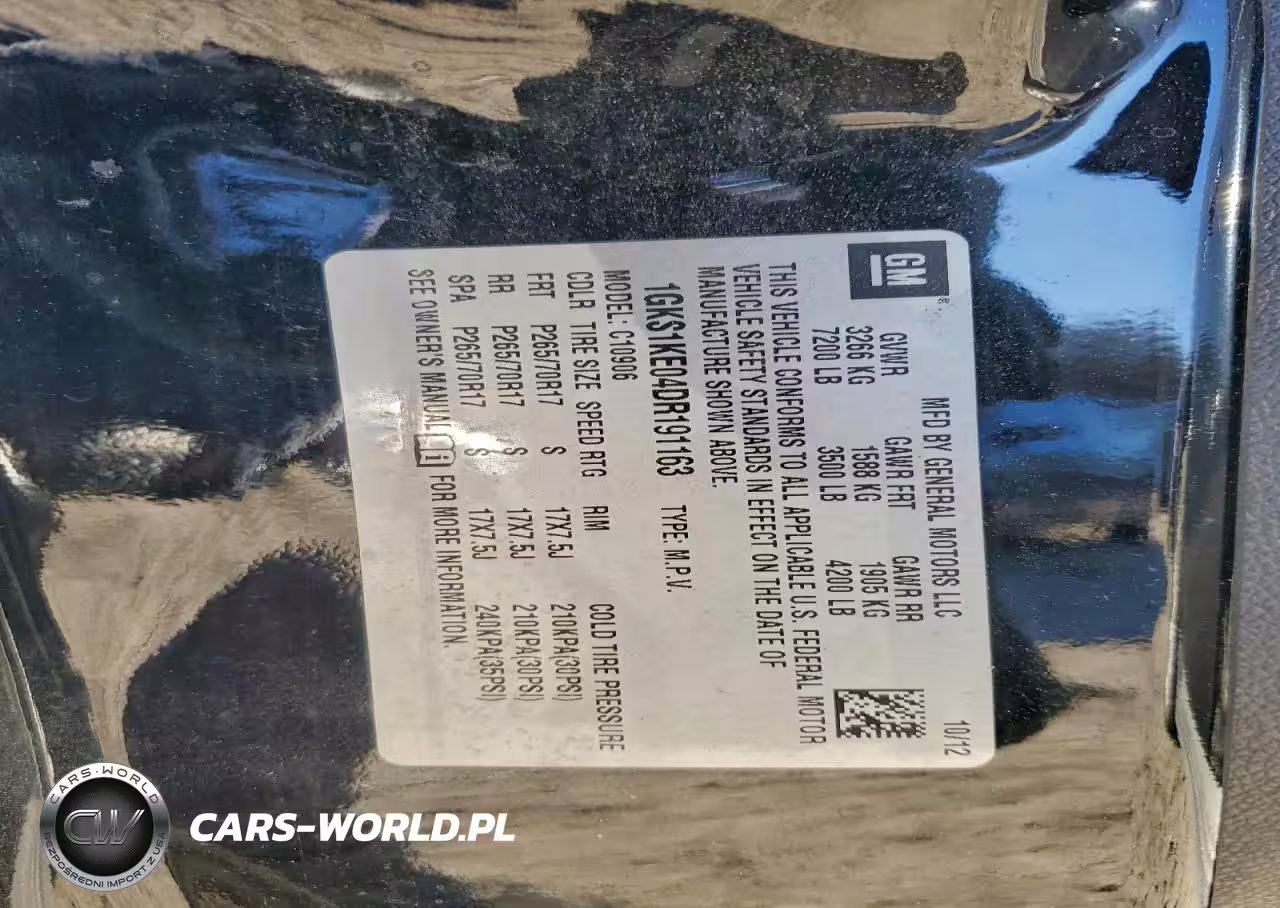 GM®
MFD BY GENERAL MOTORS LLC 10/12
GVWR GAWR FRT GAWR RR
3266 KG 1588 KG 1905 KG
7200 LB 3500 LB 4200 LB
THIS VEHICLE CONFORMS TO ALL APPLICABLE U.S. FEDERAL MOTOR
VEHICLE SAFETY STANDARDS IN EFFECT ON THE DATE OF
MANUFACTURE SHOWN ABOVE.
1GKS1KE04DR191163 TYPE: M.P.V.
MODEL: C10906
CDLR TIRE SIZE SPEED RTG RIM COLD TIRE PRESSURE
FRT P265/70R17 S 17X7.5J 210KPA(30PSI)
RR P265/70R17 S 17X7.5J 210KPA(30PSI)
SPA P265/70R17 S 17X7.5J 240KPA(35PSI)
SEE OWNER'S MANUAL FOR MORE INFORMATION.
CARS-WORLD
CW
BEZPOŚREDNI IMPORT Z USA
CARS-WORLD.PL